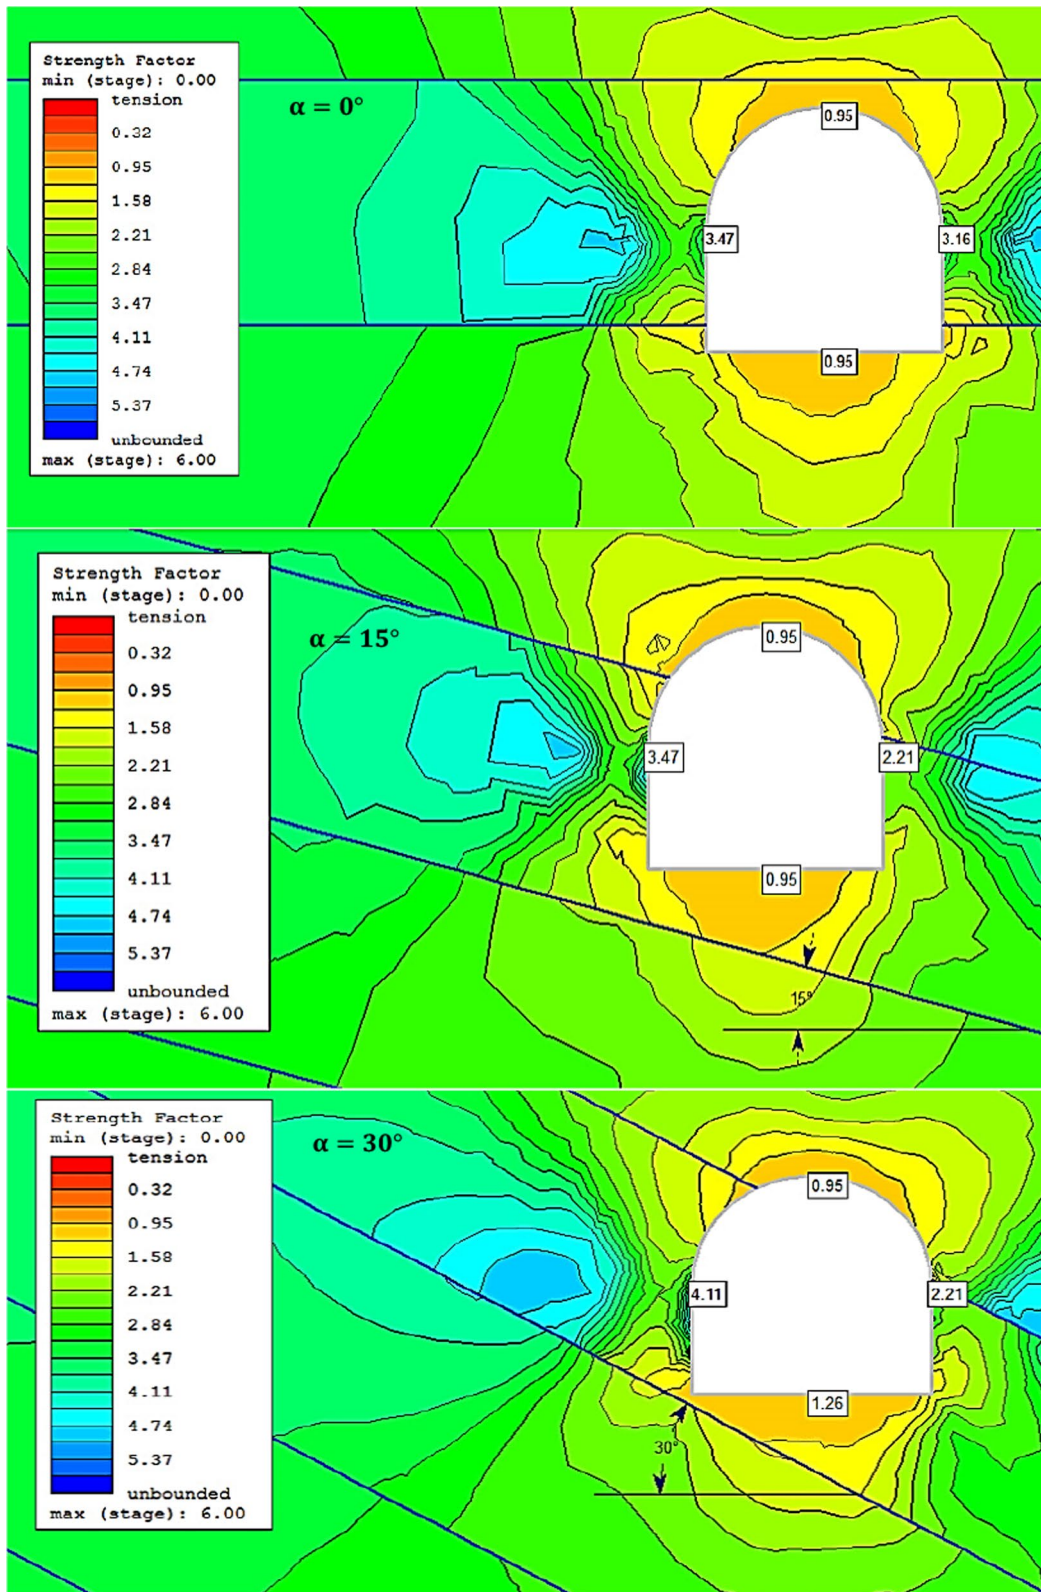 Strength Factor
min (stage): 0.00
tension
0.32
0.95
1.58
2.21
2.84
3.47
4.11
4.74
5.37
unbounded
max (stage): 6.00
α = 0°
0.95
3.47
3.16
0.95
Strength Factor
min (stage): 0.00
tension
0.32
0.95
1.58
2.21
2.84
3.47
4.11
4.74
5.37
unbounded
max (stage): 6.00
α = 15°
0.95
3.47
2.21
0.95
15°
Strength Factor
min (stage): 0.00
tension
0.32
0.95
1.58
2.21
2.84
3.47
4.11
4.74
5.37
unbounded
max (stage): 6.00
α = 30°
0.95
4.11
2.21
1.26
30°